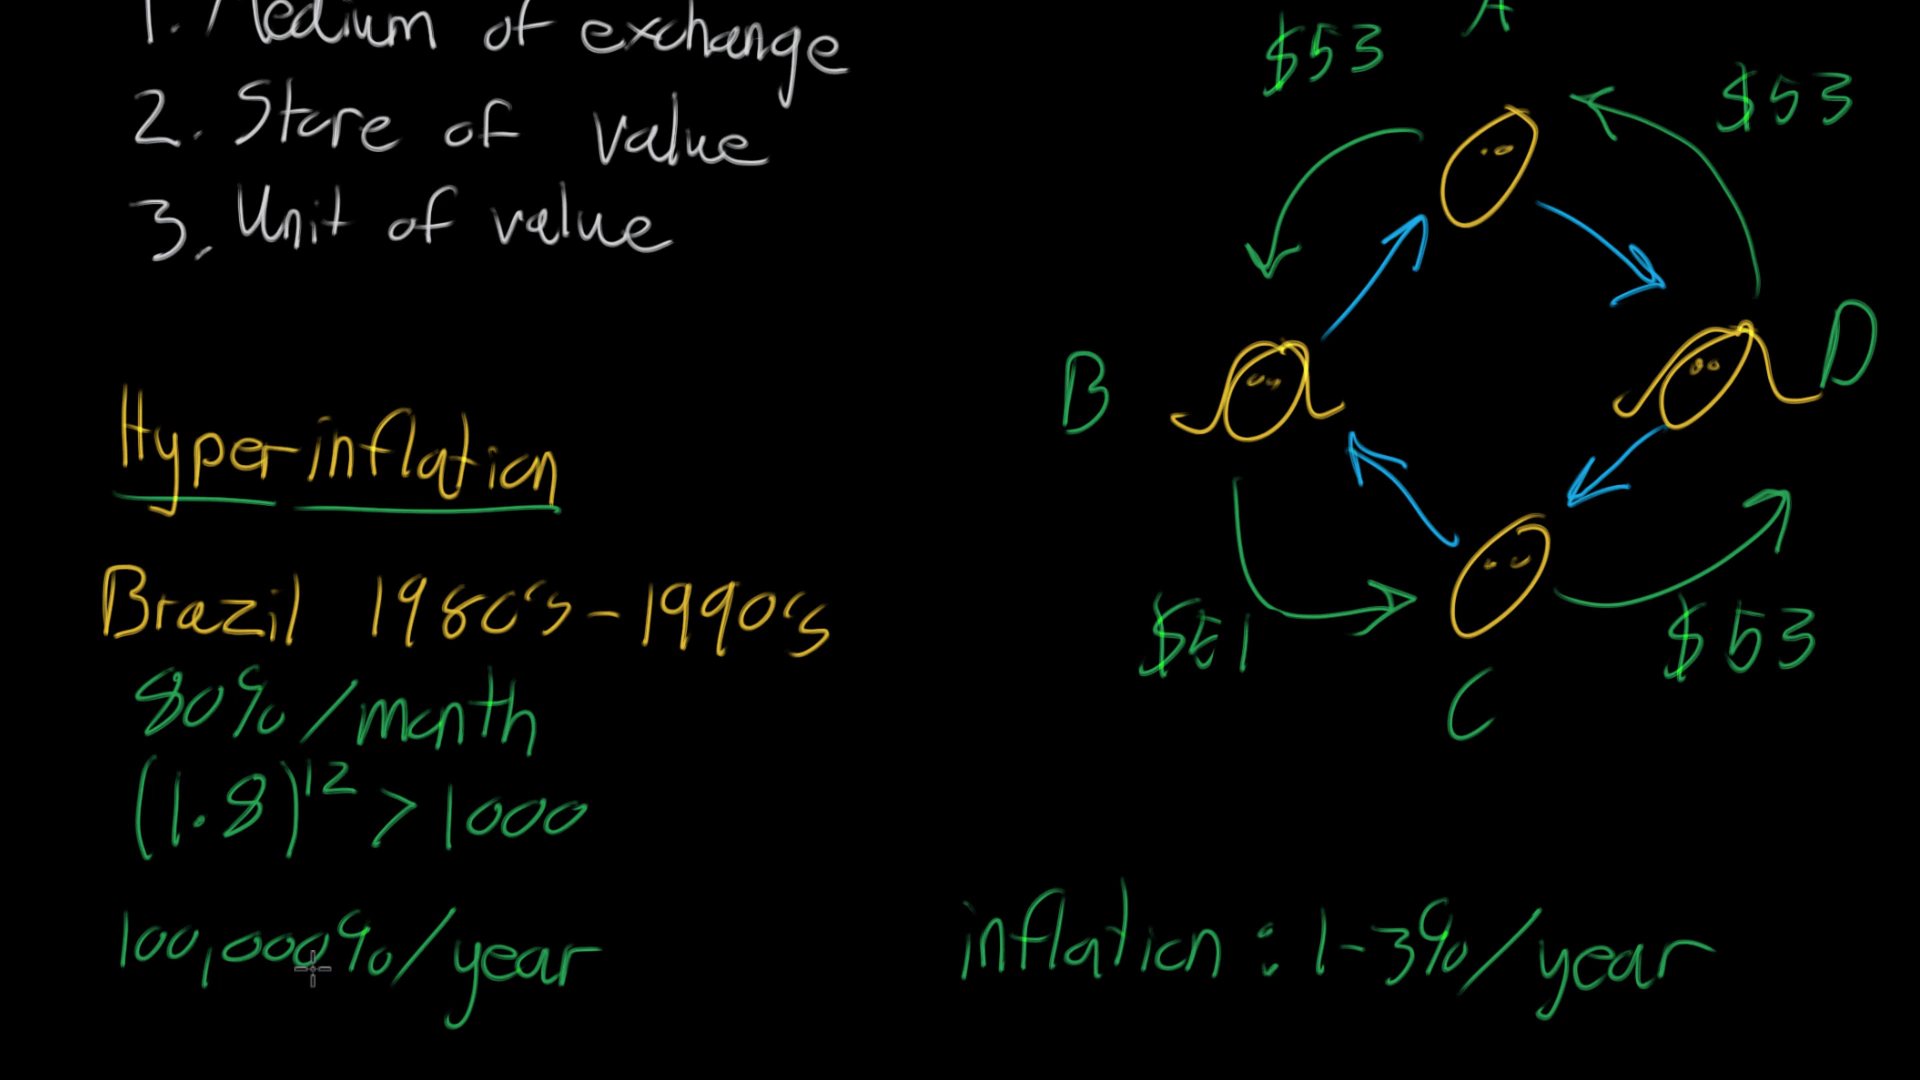 1. Medium of exchange
2. Store of value
3. Unit of value
Hyperinflation
Brazil 1980's-1990's
80%/month
(1.8)^12 > 1000
100,000%/year
A
$53
$53
B
D
$51
$53
C
inflation: 1-3%/year